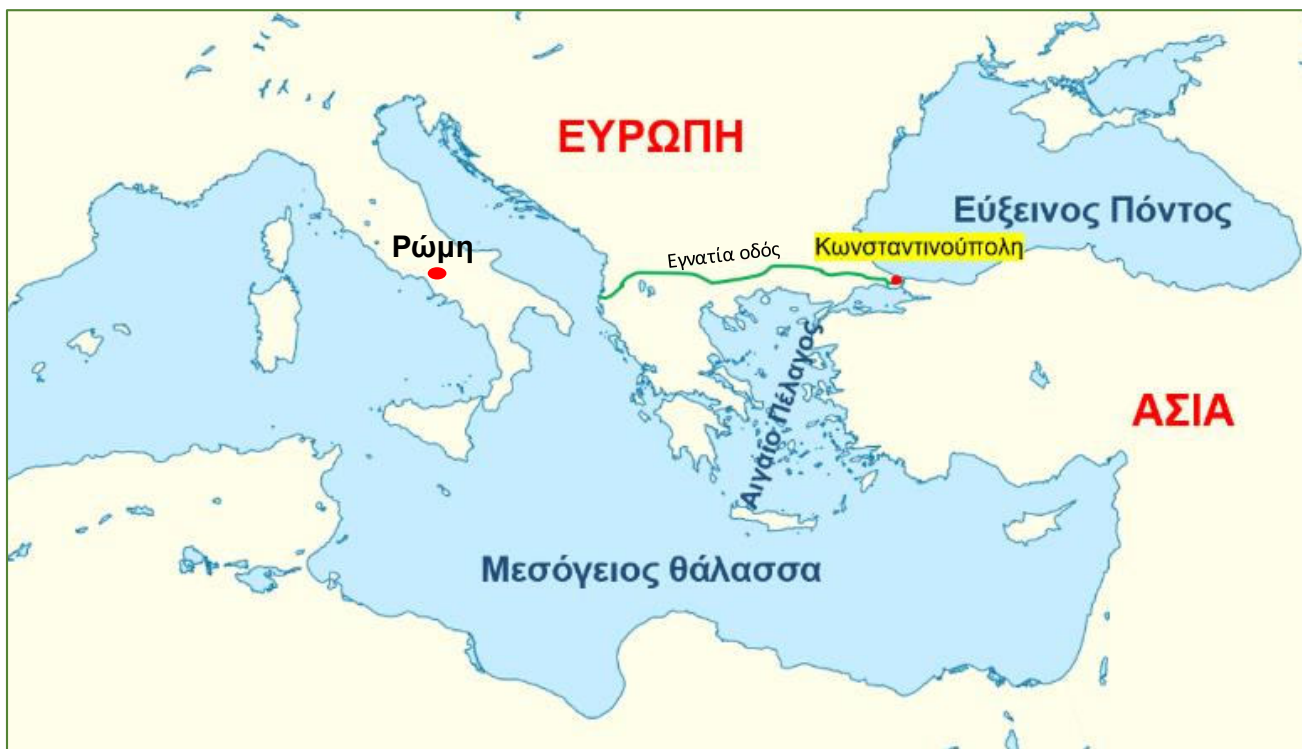 ΕΥΡΩΠΗ
Εύξεινος Πόντος
Ρώμη
Εγνατία οδός
Κωνσταντινούπολη
Αιγαίο Πέλαγος
ΑΣΙΑ
Μεσόγειος θάλασσα